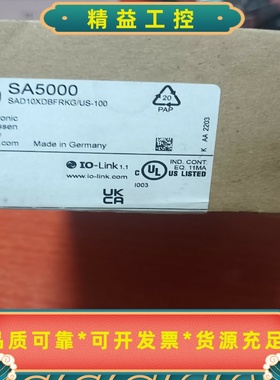 精益工控
SA5000
SAD10XDBFRKG/US-100
20
PAP
ronic
ssen
.com
Made in Germany
K AA 2203
IO-Link 1.1
www.io-link.com
I003
C UL US LISTED
IND. CONT.
EQ. 11MA
UK
CA
品质可靠*可开发票*货源充足